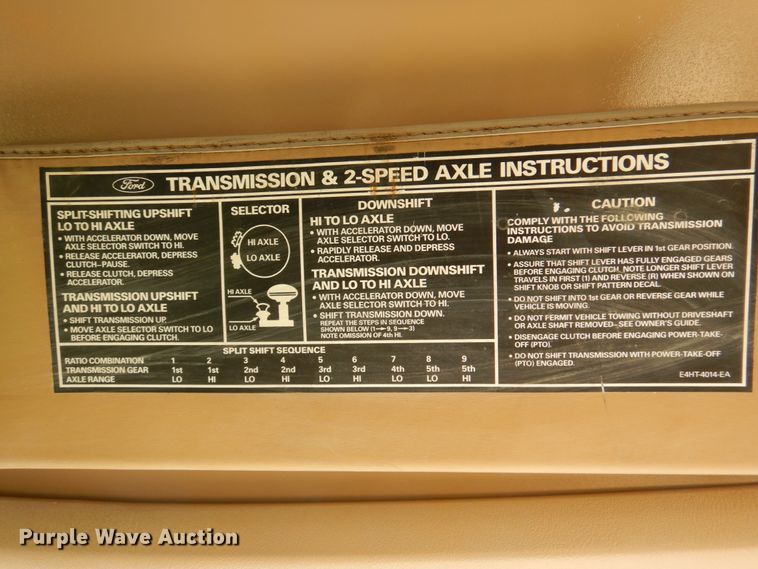 Ford TRANSMISSION & 2-SPEED AXLE INSTRUCTIONS
SPLIT-SHIFTING UPSHIFT
LO TO HI AXLE
• WITH ACCELERATOR DOWN, MOVE
AXLE SELECTOR SWITCH TO HI.
• RELEASE ACCELERATOR, DEPRESS
CLUTCH-PAUSE.
• RELEASE CLUTCH, DEPRESS
ACCELERATOR.
TRANSMISSION UPSHIFT
AND HI TO LO AXLE
• SHIFT TRANSMISSION UP.
• MOVE AXLE SELECTOR SWITCH TO LO
BEFORE ENGAGING CLUTCH.
SELECTOR
HI AXLE
LO AXLE
HI AXLE
LO AXLE
DOWNSHIFT
HI TO LO AXLE
• WITH ACCELERATOR DOWN, MOVE
AXLE SELECTOR SWITCH TO LO.
• RAPIDLY RELEASE AND DEPRESS
ACCELERATOR.
TRANSMISSION DOWNSHIFT
AND LO TO HI AXLE
• WITH ACCELERATOR DOWN, MOVE
AXLE SELECTOR SWITCH TO HI.
• SHIFT TRANSMISSION DOWN.
REPEAT THE STEPS IN SEQUENCE
SHOWN BELOW (1→9, 9→3)
NOTE OMISSION OF 4th HI.
SPLIT SHIFT SEQUENCE
RATIO COMBINATION 1 2 3 4 5 6 7 8 9
TRANSMISSION GEAR 1st 1st 2nd 2nd 3rd 3rd 4th 5th 5th
AXLE RANGE LO HI LO HI LO HI LO LO HI
CAUTION
COMPLY WITH THE FOLLOWING
INSTRUCTIONS TO AVOID TRANSMISSION
DAMAGE
• ALWAYS START WITH SHIFT LEVER IN 1st GEAR POSITION.
• ASSURE THAT SHIFT LEVER HAS FULLY ENGAGED GEARS
BEFORE ENGAGING CLUTCH. NOTE LONGER SHIFT LEVER
TRAVELS IN FIRST (1) AND REVERSE (R) WHEN SHOWN ON
SHIFT KNOB OR SHIFT PATTERN DECAL.
• DO NOT SHIFT INTO 1st GEAR OR REVERSE GEAR WHILE
VEHICLE IS MOVING.
• DO NOT PERMIT VEHICLE TOWING WITHOUT DRIVESHAFT
OR AXLE SHAFT REMOVED-SEE OWNER'S GUIDE.
• DISENGAGE CLUTCH BEFORE ENGAGING POWER-TAKE-
OFF (PTO).
• DO NOT SHIFT TRANSMISSION WITH POWER-TAKE-OFF
(PTO) ENGAGED.
E4HT-4014-EA
Purple Wave Auction